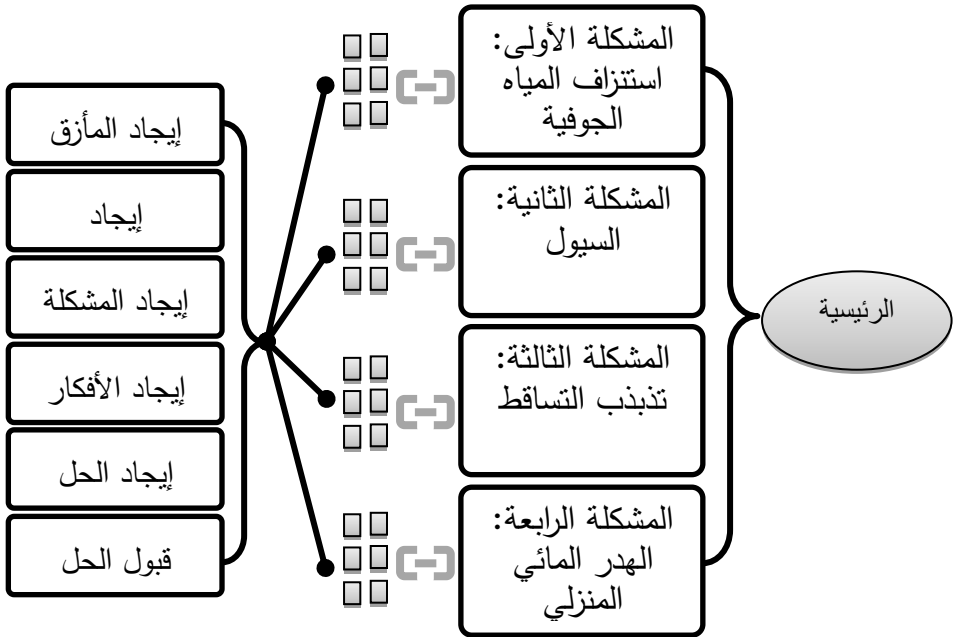 الرئيسية
المشكلة الأولى:
استنزاف المياه
الجوفية
المشكلة الثانية:
السيول
المشكلة الثالثة:
تذبذب التساقط
المشكلة الرابعة:
الهدر المائي
المنزلي
إيجاد المأزق
إيجاد
إيجاد المشكلة
إيجاد الأفكار
إيجاد الحل
قبول الحل